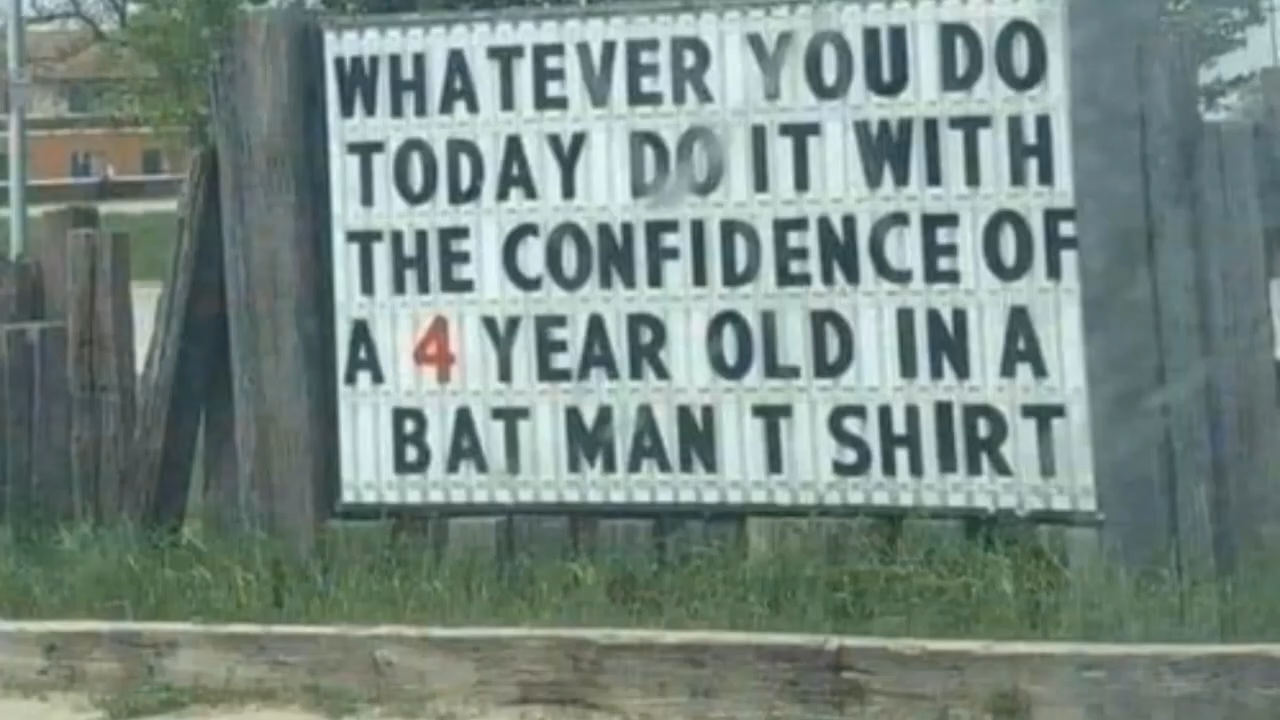 WHATEVER YOU DO
TODAY DO IT WITH
THE CONFIDENCE OF
A 4 YEAR OLD IN A
BAT MAN T SHIRT